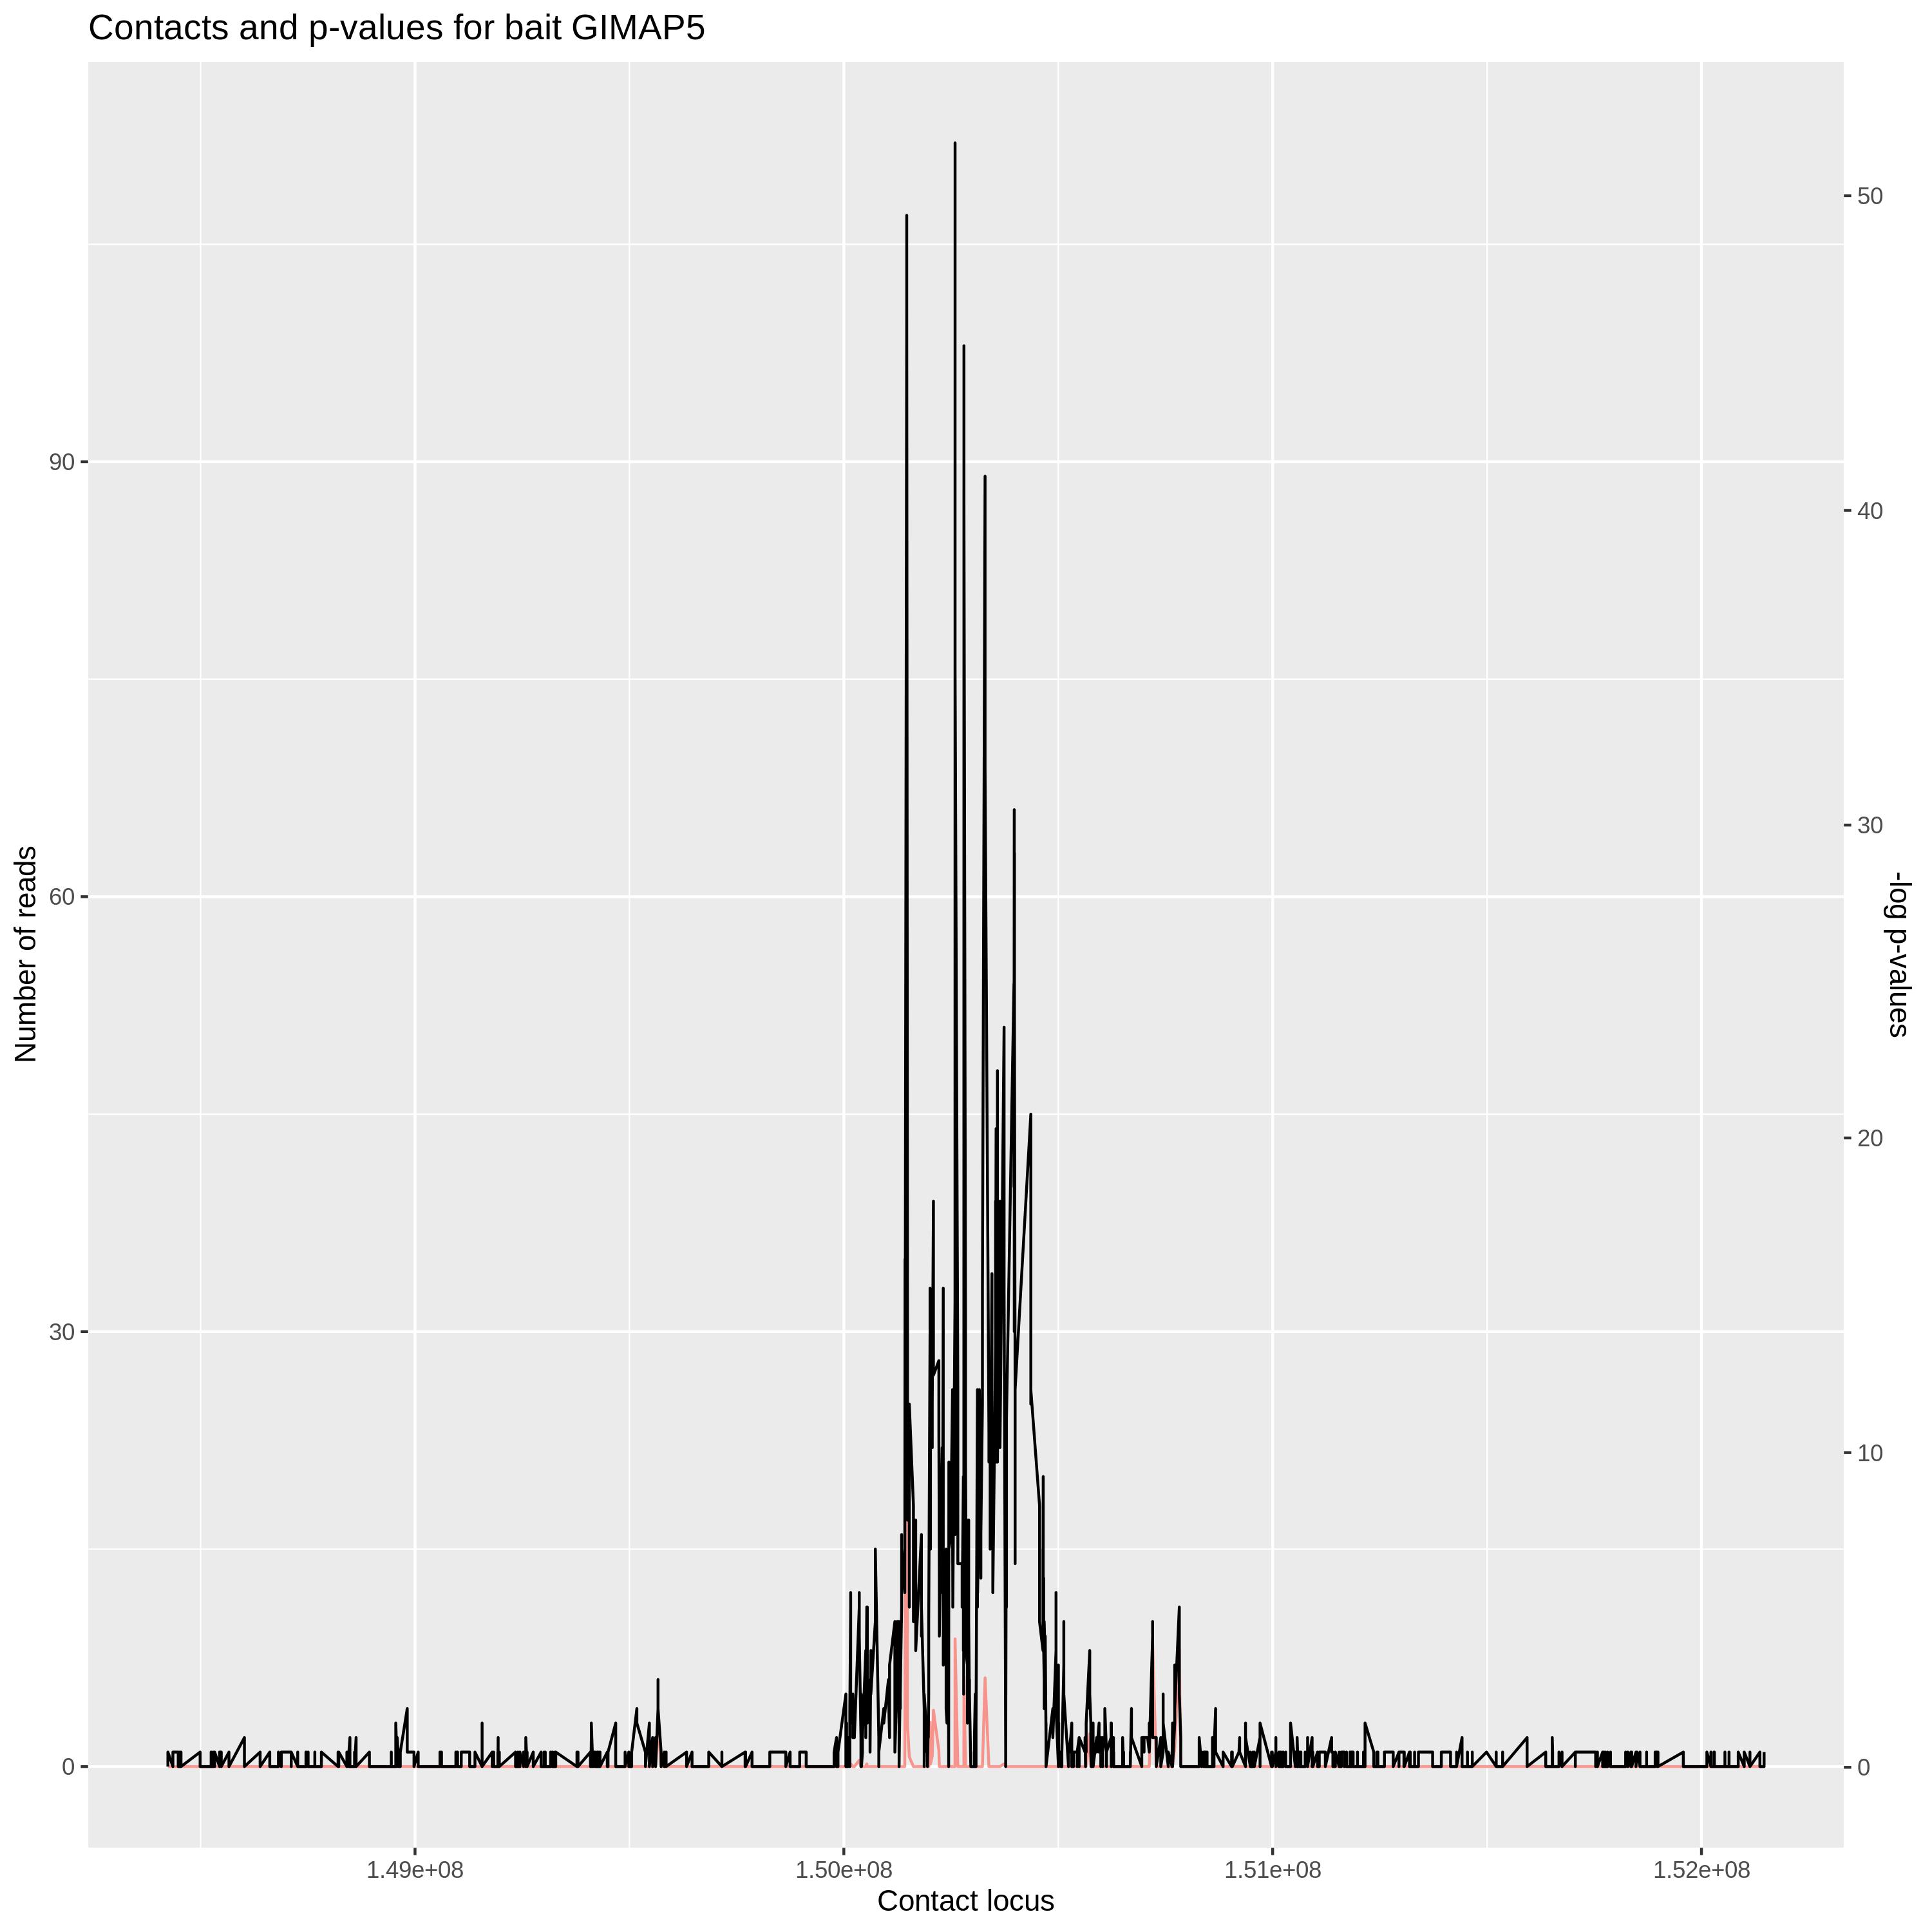 Contacts and p-values for bait GIMAP5
Number of reads
90
60
30
0
50
40
30
20
10
0
-log p-values
1.49e+08
1.50e+08
1.51e+08
1.52e+08
Contact locus